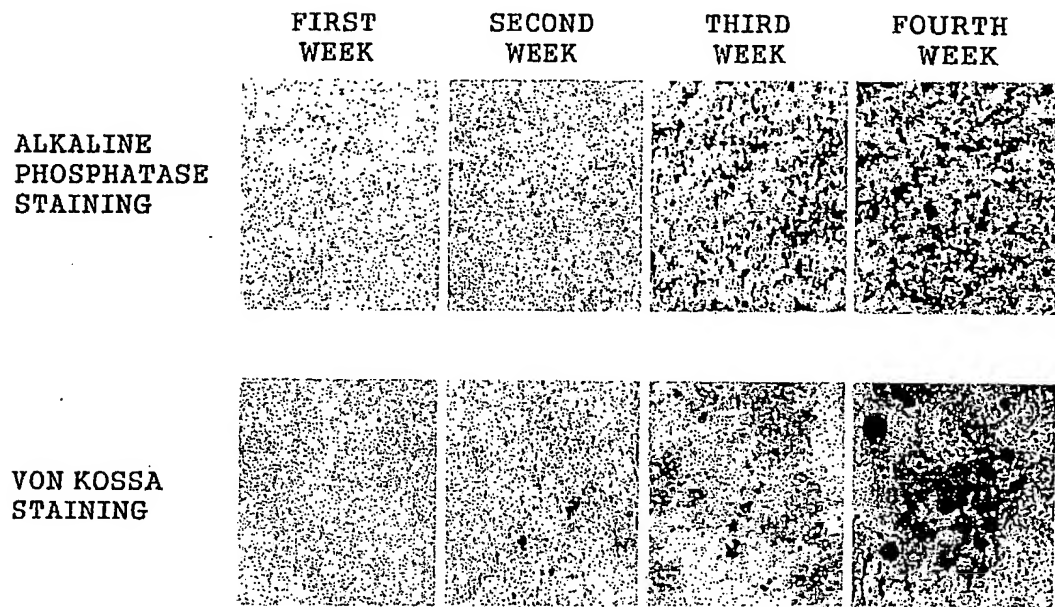 FIRST WEEK
SECOND WEEK
THIRD WEEK
FOURTH WEEK
ALKALINE
PHOSPHATASE
STAINING
VON KOSSA
STAINING